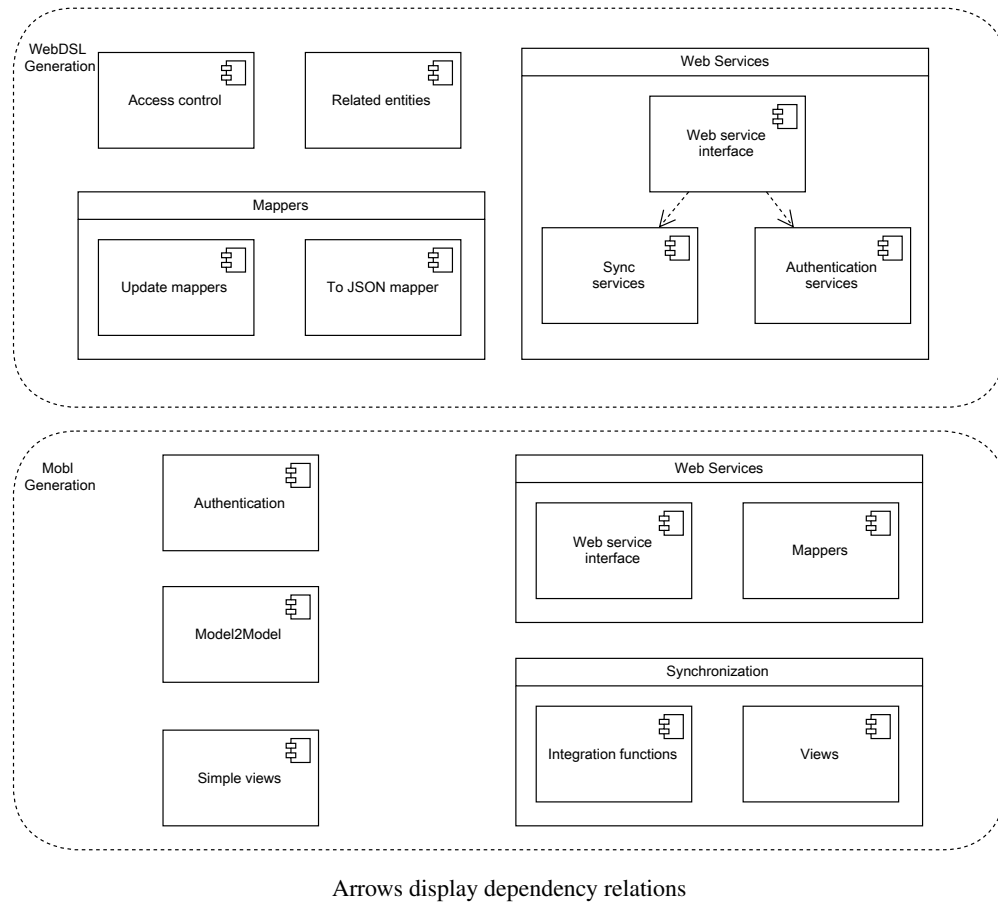 WebDSL
Generation
Access control
Related entities
Web Services
Web service
interface
Mappers
Update mappers
To JSON mapper
Sync
services
Authentication
services
Mobl
Generation
Authentication
Web Services
Web service
interface
Mappers
Model2Model
Synchronization
Integration functions
Views
Simple views
Arrows display dependency relations